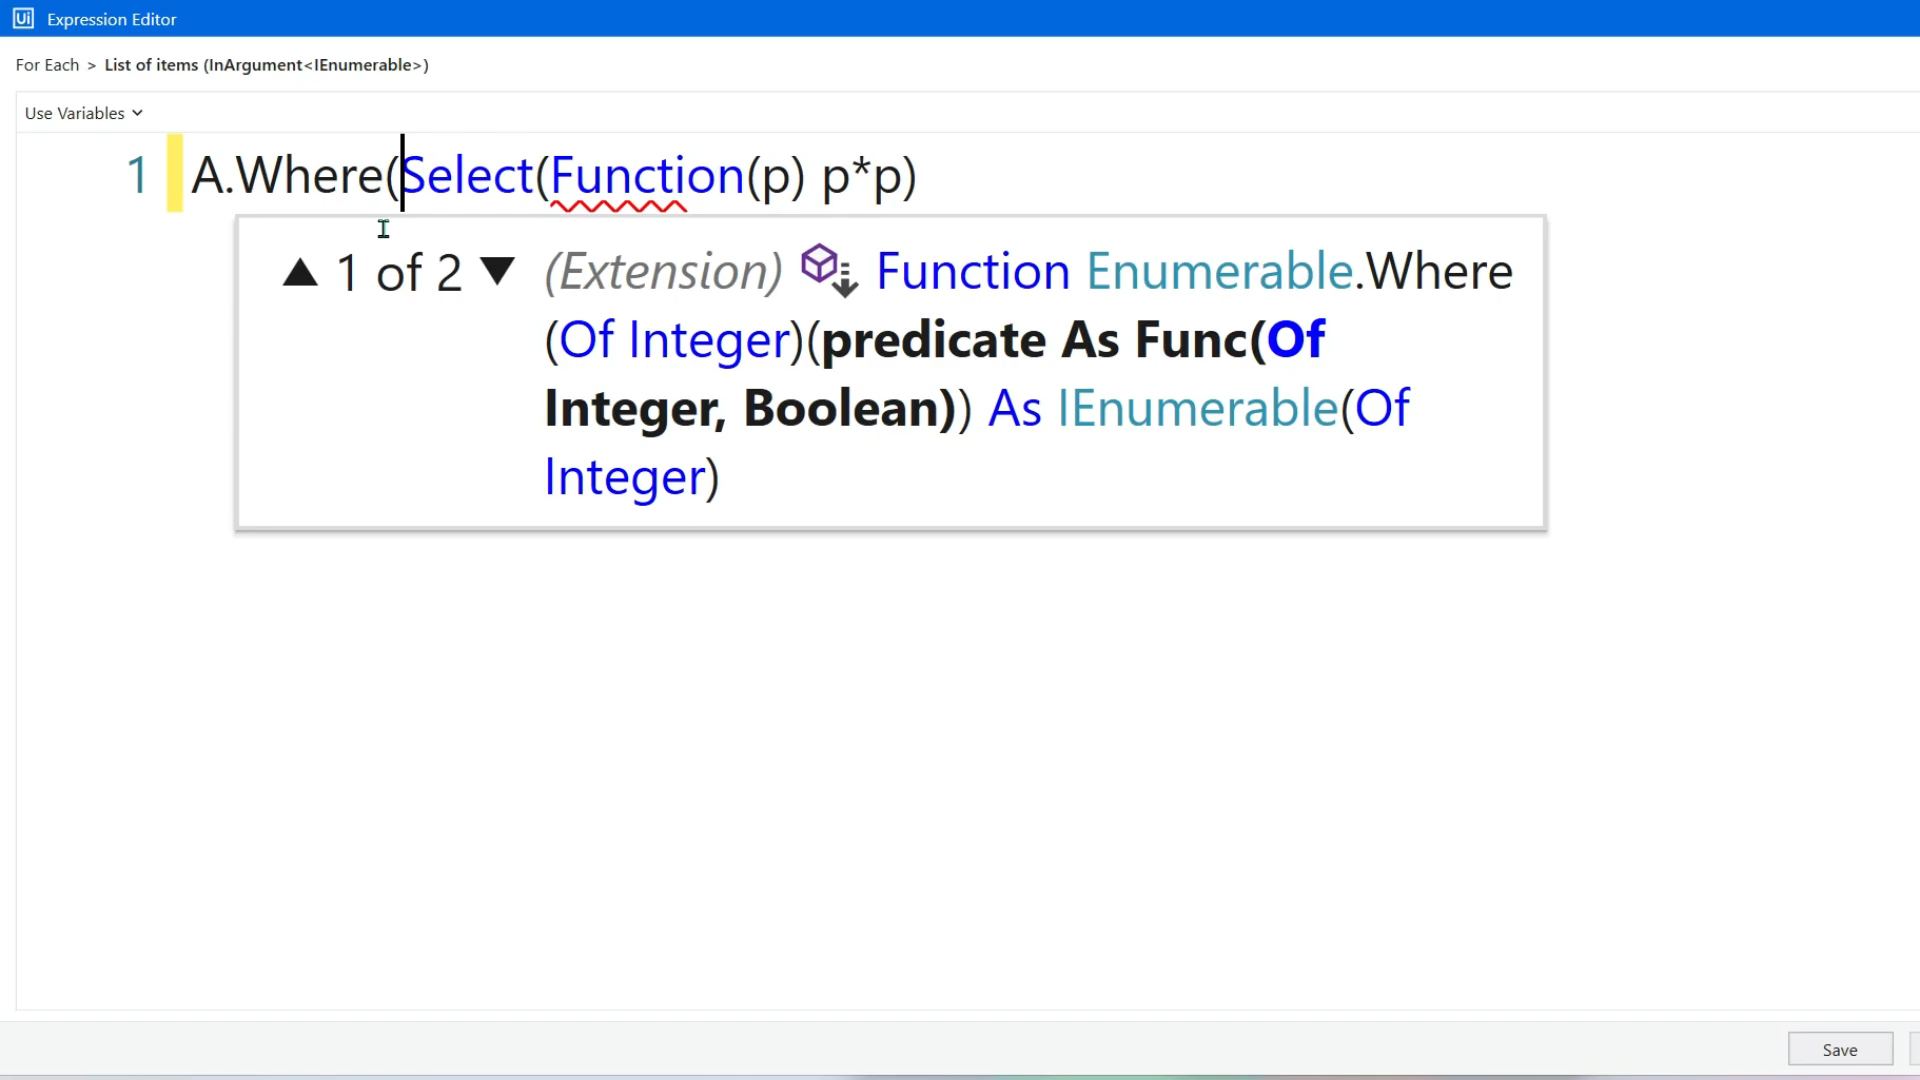 Ui Expression Editor
For Each > List of items (InArgument<IEnumerable>)
Use Variables
1 A.Where(Select(Function(p) p*p)
▲ 1 of 2 ▼ (Extension) Function Enumerable.Where
(Of Integer)(predicate As Func(Of
Integer, Boolean)) As IEnumerable(Of
Integer)
Save